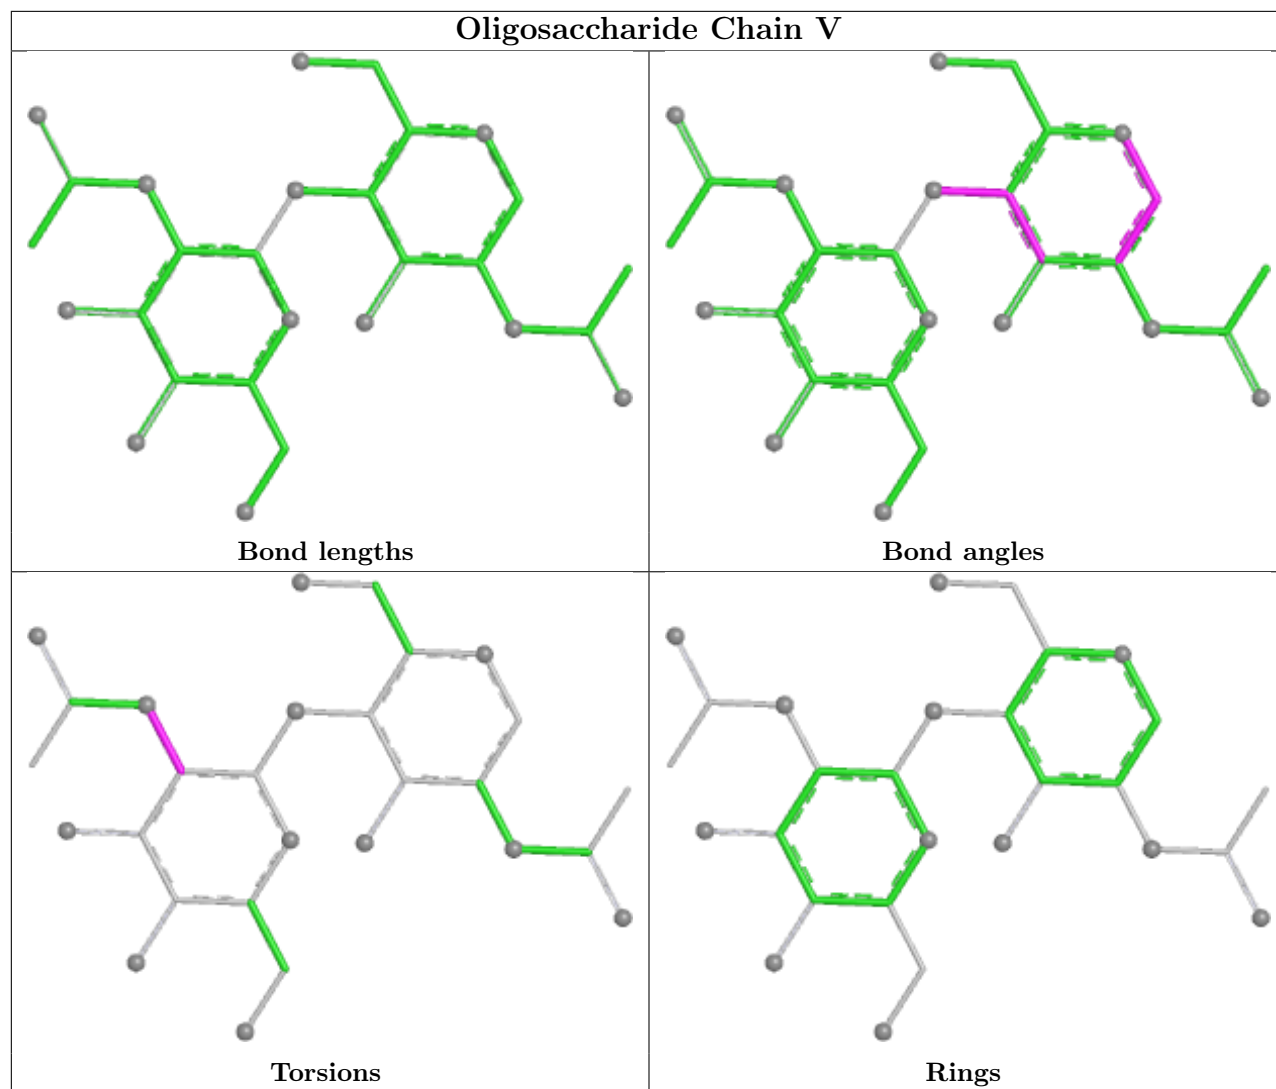 Oligosaccharide Chain V
Bond lengths
Bond angles
Torsions
Rings